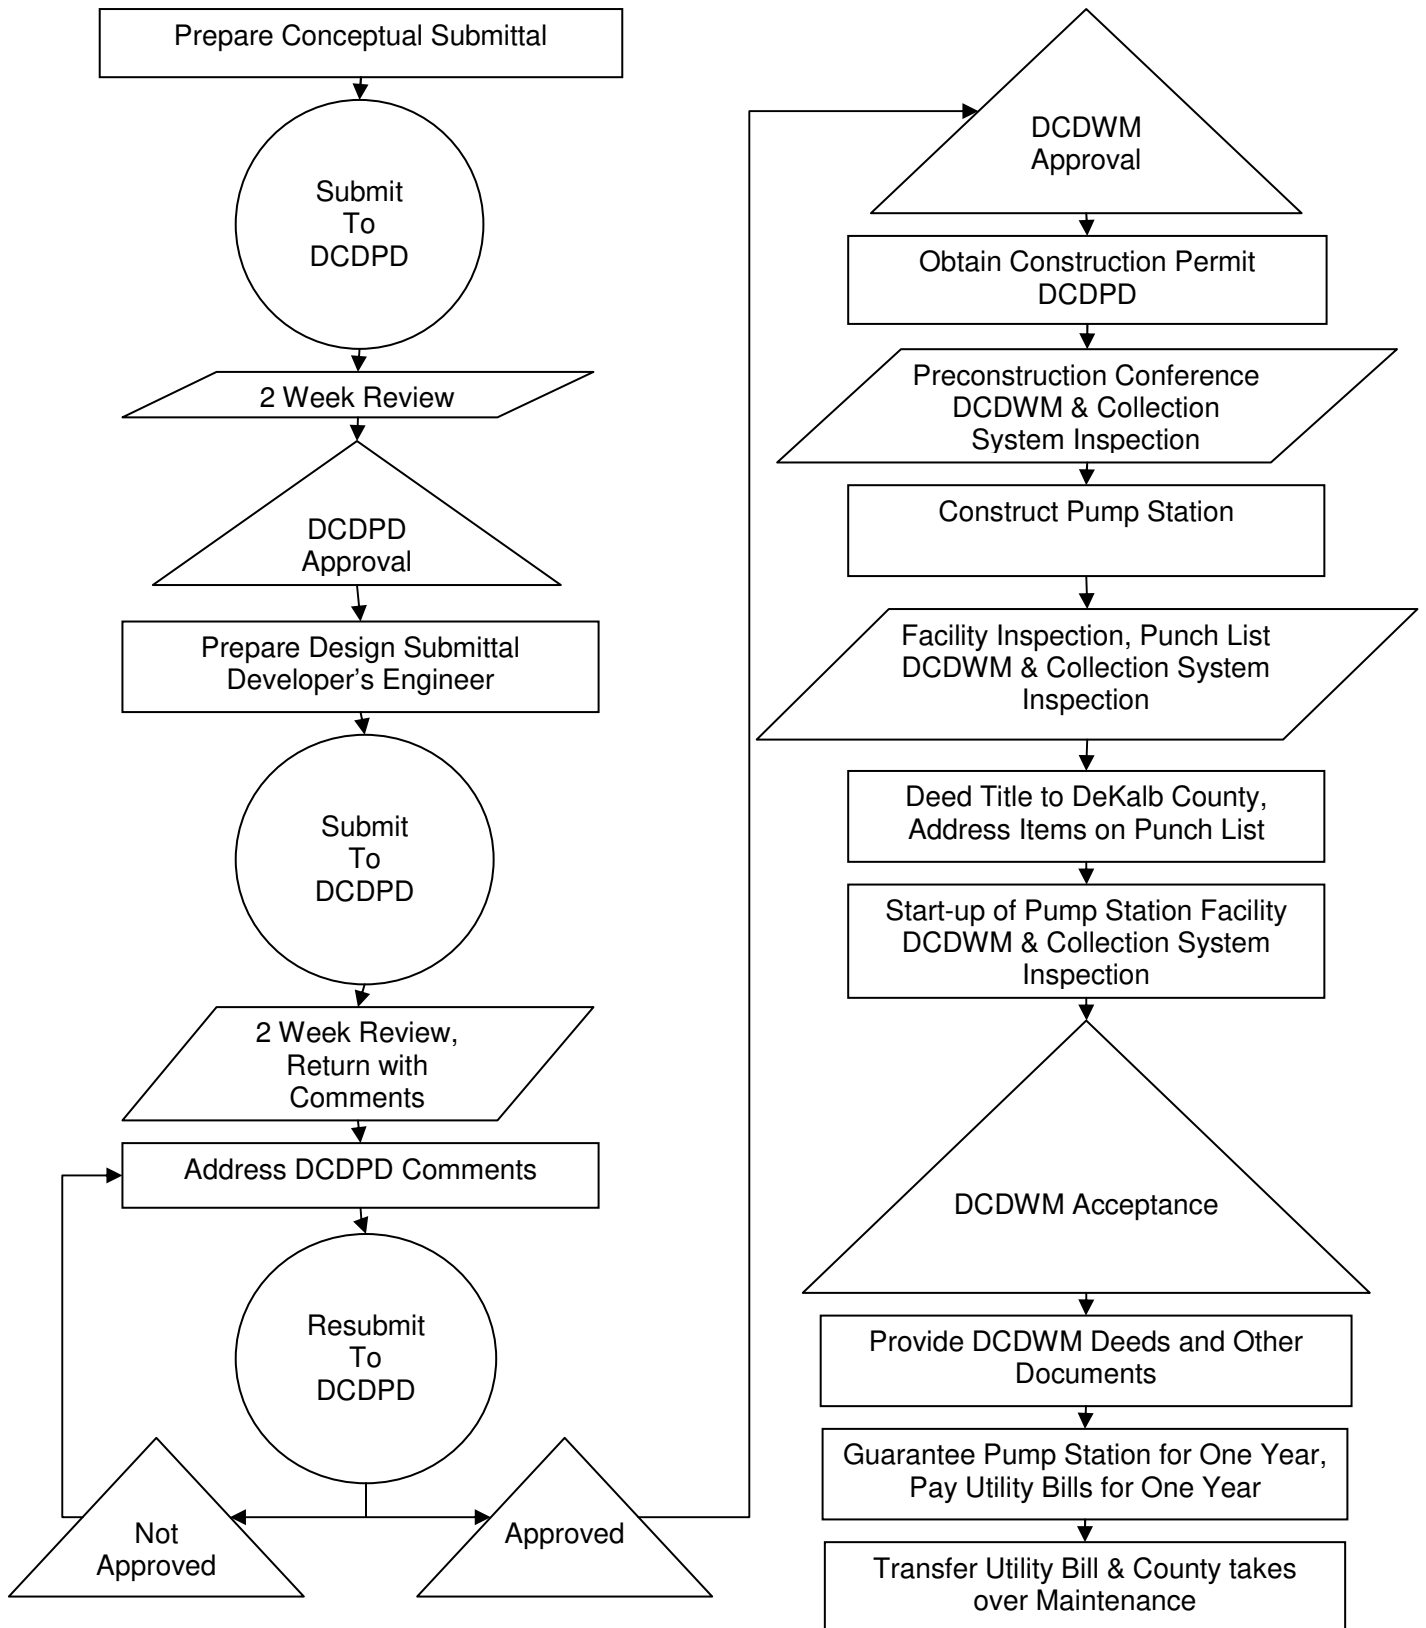 Prepare Conceptual Submittal
Submit
To
DCDPD
2 Week Review
DCDPD
Approval
Prepare Design Submittal
Developer’s Engineer
Submit
To
DCDPD
2 Week Review,
Return with
Comments
Address DCDPD Comments
Resubmit
To
DCDPD
Not
Approved
Approved
DCDWM
Approval
Obtain Construction Permit
DCDPD
Preconstruction Conference
DCDWM & Collection
System Inspection
Construct Pump Station
Facility Inspection, Punch List
DCDWM & Collection System
Inspection
Deed Title to DeKalb County,
Address Items on Punch List
Start-up of Pump Station Facility
DCDWM & Collection System
Inspection
DCDWM Acceptance
Provide DCDWM Deeds and Other
Documents
Guarantee Pump Station for One Year,
Pay Utility Bills for One Year
Transfer Utility Bill & County takes
over Maintenance